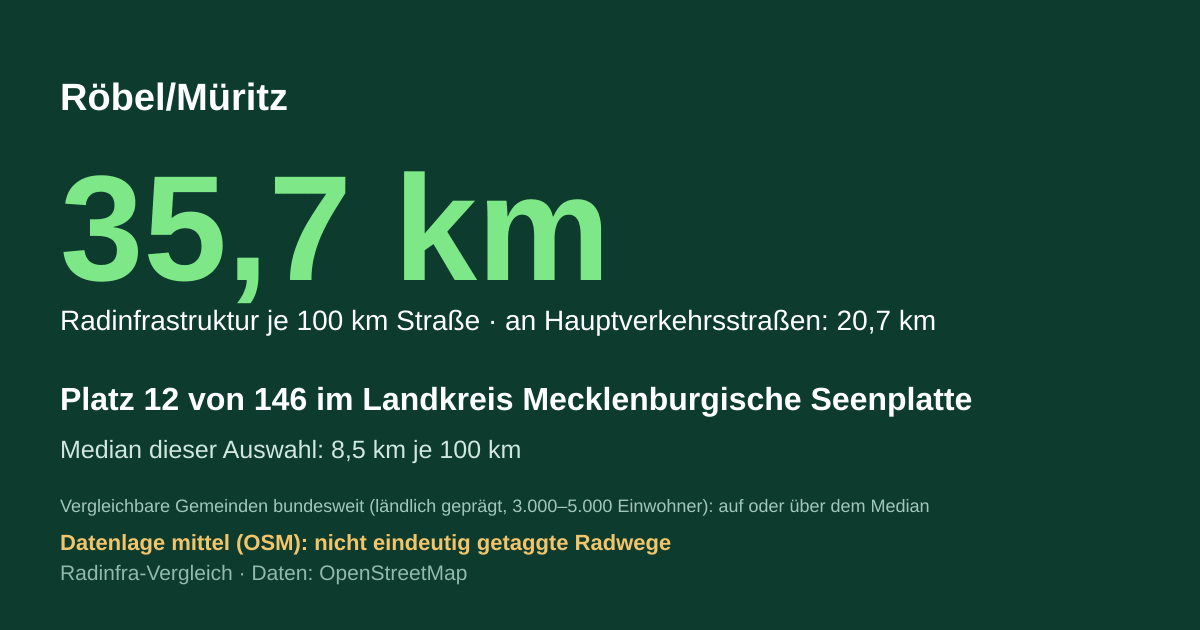 Röbel/Müritz
35,7 km
Radinfrastruktur je 100 km Straße · an Hauptverkehrsstraßen: 20,7 km
Platz 12 von 146 im Landkreis Mecklenburgische Seenplatte
Median dieser Auswahl: 8,5 km je 100 km
Vergleichbare Gemeinden bundesweit (ländlich geprägt, 3.000–5.000 Einwohner): auf oder über dem Median
Datenlage mittel (OSM): nicht eindeutig getaggte Radwege
Radinfra-Vergleich · Daten: OpenStreetMap